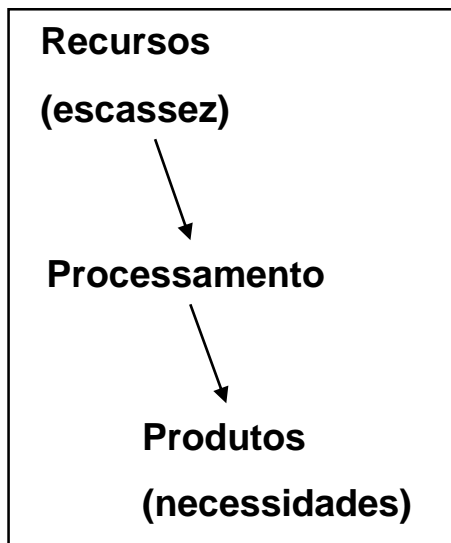 Recursos
(escassez)
Processamento
Produtos
(necessidades)